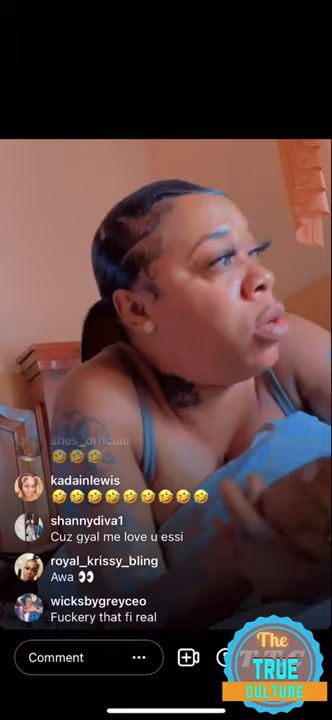 shes_officiall
🤣🤣🤣
kadainlewis
🤣🤣🤣🤣🤣🤣🤣🤣🤣🤣
shannydiva1
Cuz gyal me love u essi
royal_krissy_bling
Awa 👀
wicksbygreyceo
Fuckery that fi real
Comment
The
TRUE
CULTURE